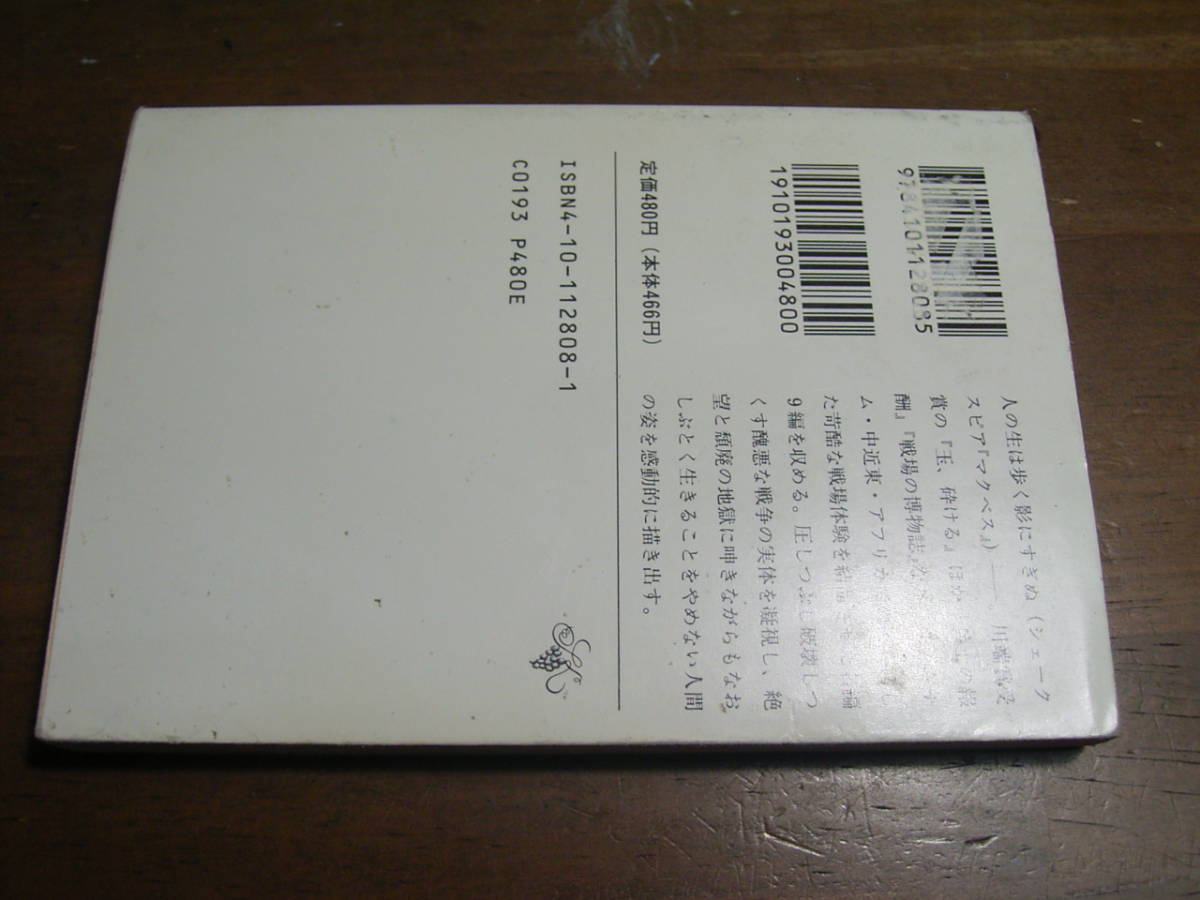 9784101128085
1910193004800
人の生は歩く影にすぎぬ（シェーク
スピア『マクベス』）――。川端
賞の『玉、砕ける』ほか
酬』『戦場の博物誌』
ム・中近東・アフリカ
た苛酷な戦場体験を
9編を収める。圧しつぶし破壊しつ
くす醜悪な戦争の実体を凝視し、絶
望と頽廃の地獄に呻きながらもなお
しぶとく生きることをやめない人間
の姿を感動的に描き出す。
定価480円（本体466円）
ISBN4-10-112808-1
C0193 P480E